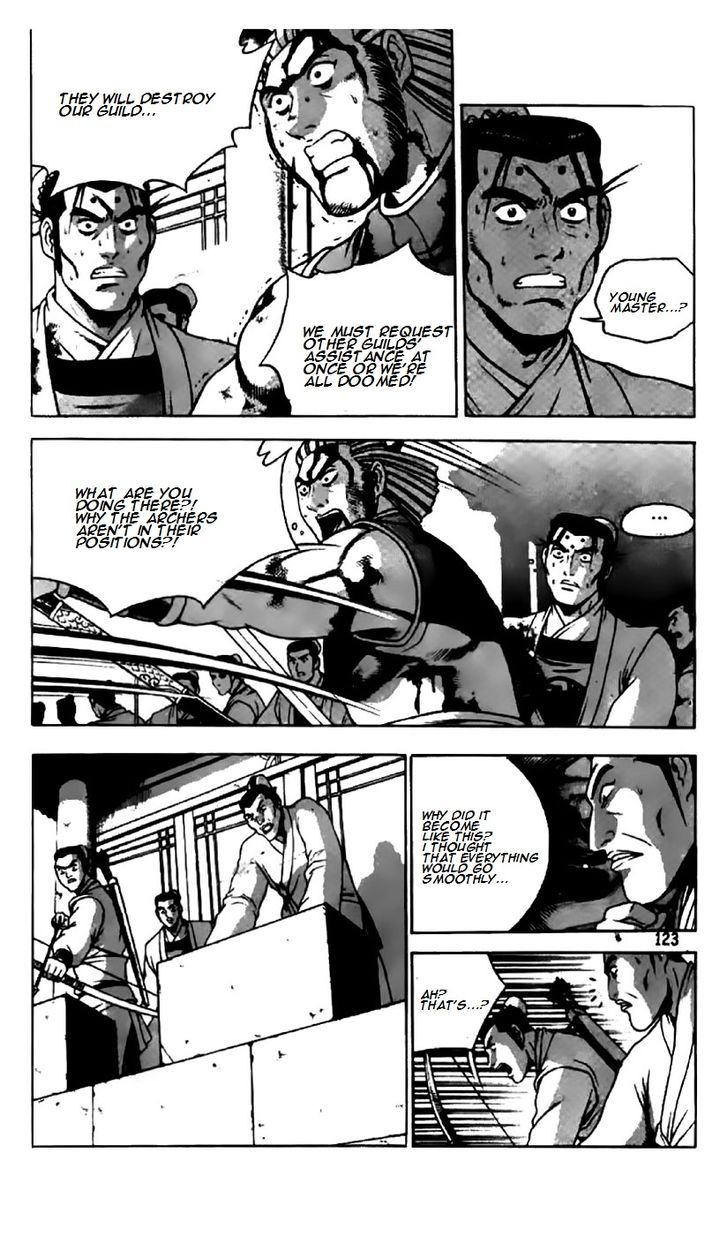 THEY WILL DESTROY
OUR GUILD...
WE MUST REQUEST
OTHER GUILDS'
ASSISTANCE AT
ONCE OR WE'RE
ALL DOOMED!
YOUNG
MASTER...?
WHAT ARE YOU
DOING THERE?!
WHY THE ARCHERS
AREN'T IN THEIR
POSITIONS?!
...
WHY DID IT
BECOME
LIKE THIS?
I THOUGHT
THAT EVERYTHING
WOULD GO
SMOOTHLY...
123
AH?
THAT'S...?